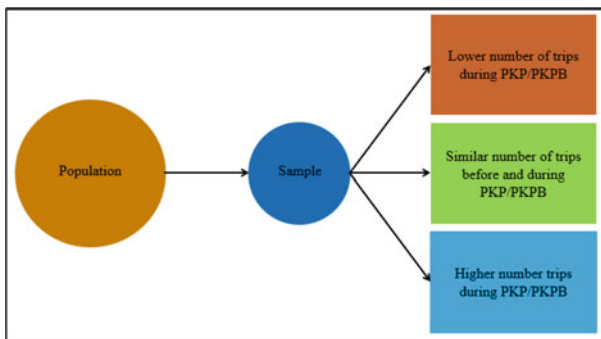 Population
Sample
Lower number of trips
during PKP/PKPB
Similar number of trips
before and during
PKP/PKPB
Higher number trips
during PKP/PKPB